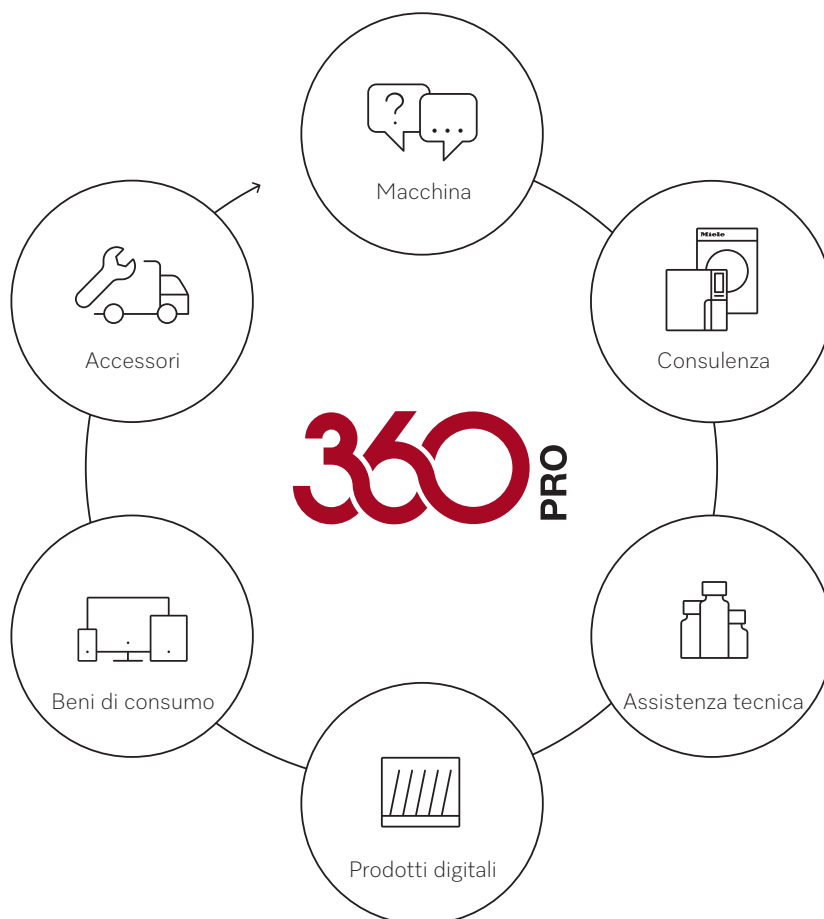 ?
...
Macchina
Miele
Accessori
Consulenza
360 PRO
Beni di consumo
Assistenza tecnica
Prodotti digitali